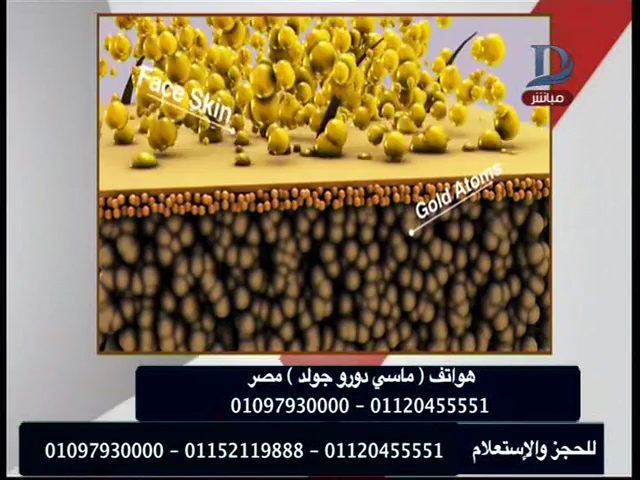 Face Skin
D
مباشر
Gold Atoms
هواتف ( ماسي دورو جولد ) مصر
01097930000 - 01120455551
للحجز والإستعلام 01120455551 - 01152119888 - 01097930000